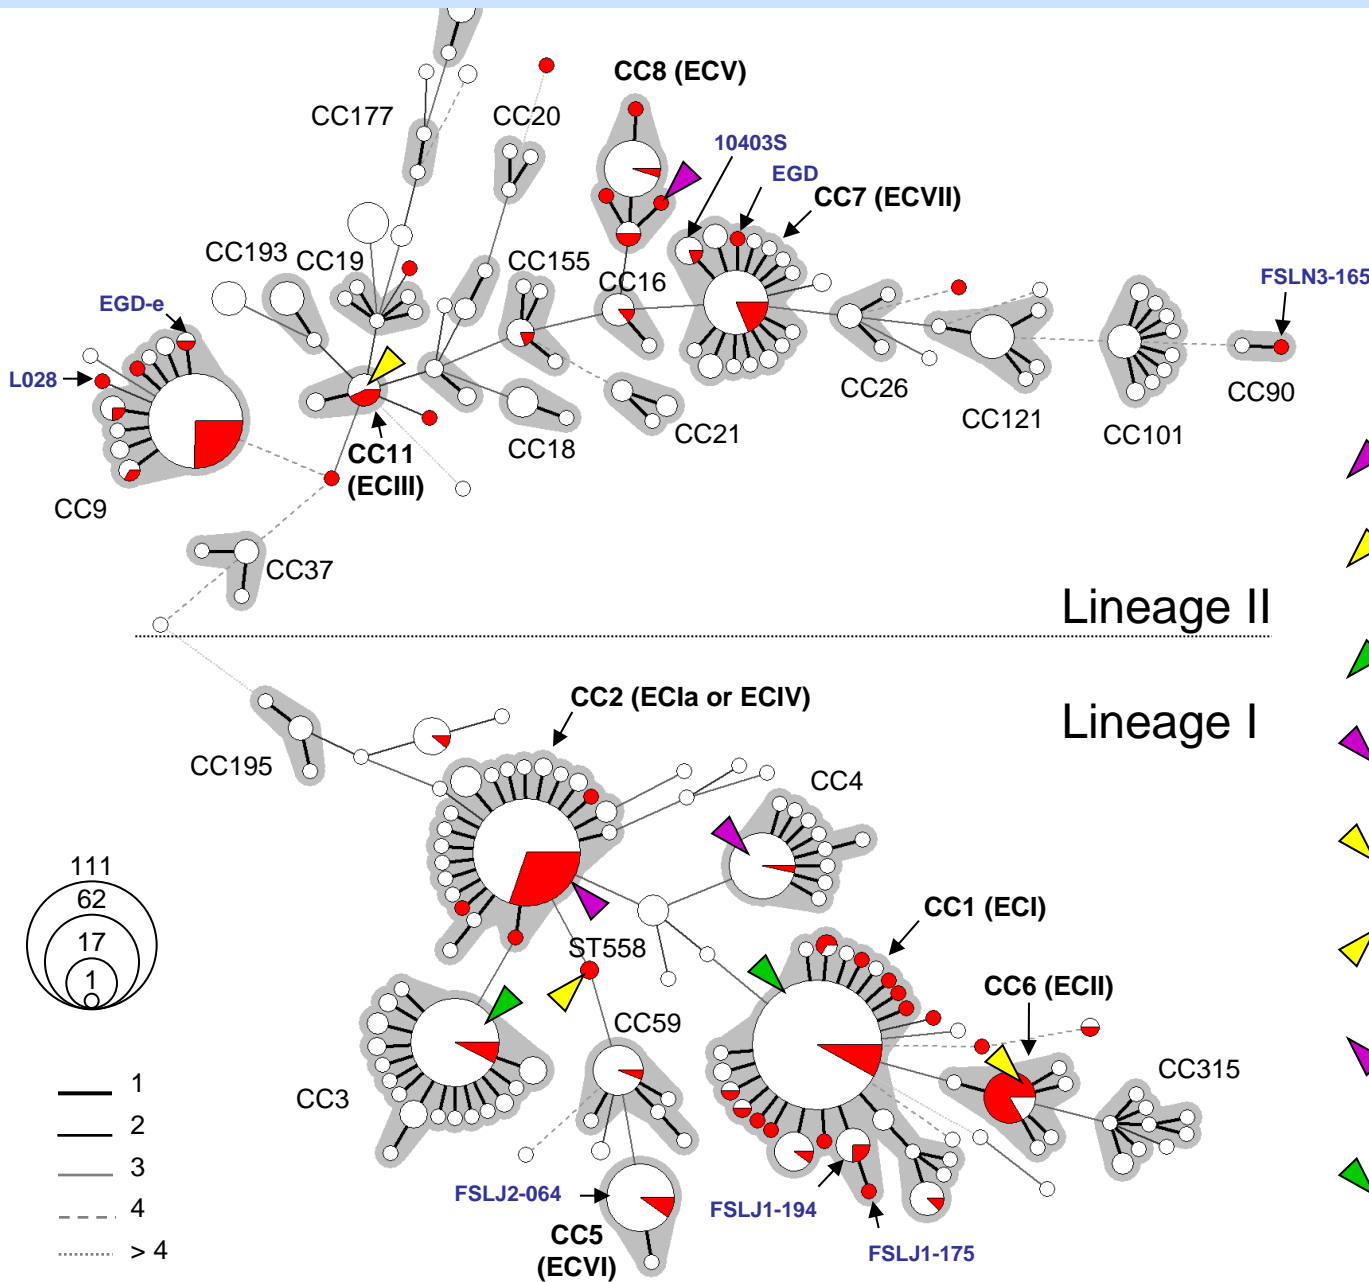 CC8 (ECV)
CC177
CC20
10403S
EGD
CC7 (ECVII)
CC193
CC19
CC155
CC16
FSLN3-165
EGD-e
L028
CC26
CC90
CC121
CC101
CC18
CC21
CC11
(ECIII)
CC9
CC37
Lineage II
Lineage I
CC2 (ECIa or ECIV)
CC195
CC4
111
62
17
1
CC1 (ECI)
ST558
CC6 (ECII)
CC59
CC315
CC3
1
2
3
4
> 4
FSLJ2-064
FSLJ1-194
CC5
(ECVI)
FSLJ1-175